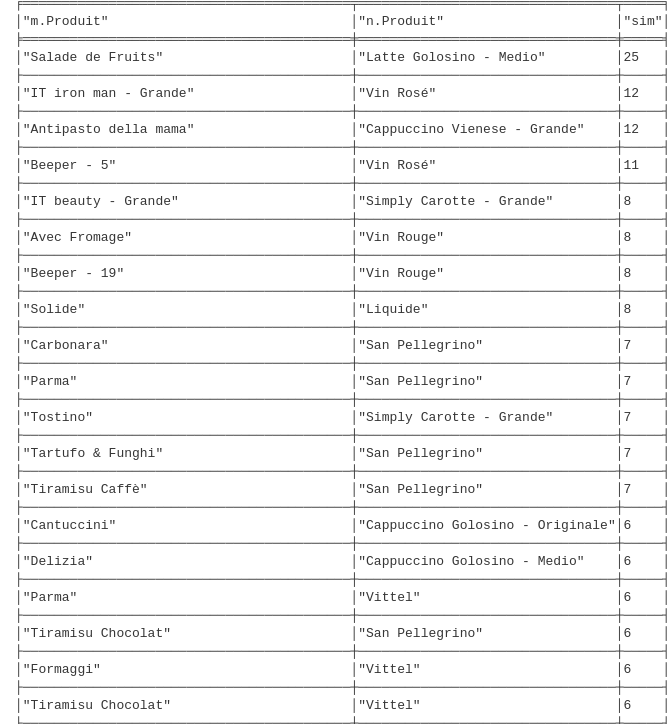 "m.Produit" "n.Produit" "sim"
"Salade de Fruits" "Latte Golosino - Medio" 25
"IT iron man - Grande" "Vin Rosé" 12
"Antipasto della mama" "Cappuccino Vienese - Grande" 12
"Beeper - 5" "Vin Rosé" 11
"IT beauty - Grande" "Simply Carotte - Grande" 8
"Avec Fromage" "Vin Rouge" 8
"Beeper - 19" "Vin Rouge" 8
"Solide" "Liquide" 8
"Carbonara" "San Pellegrino" 7
"Parma" "San Pellegrino" 7
"Tostino" "Simply Carotte - Grande" 7
"Tartufo & Funghi" "San Pellegrino" 7
"Tiramisu Caffè" "San Pellegrino" 7
"Cantuccini" "Cappuccino Golosino - Originale" 6
"Delizia" "Cappuccino Golosino - Medio" 6
"Parma" "Vittel" 6
"Tiramisu Chocolat" "San Pellegrino" 6
"Formaggi" "Vittel" 6
"Tiramisu Chocolat" "Vittel" 6